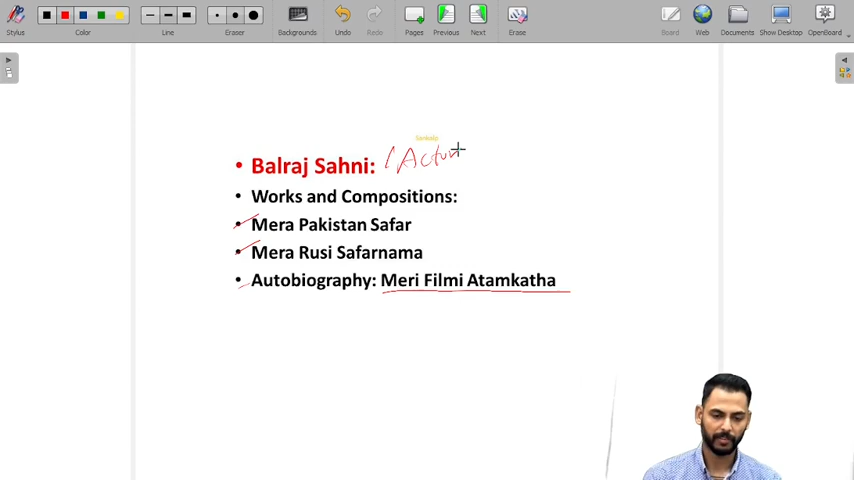 Stylus Color Line Eraser Backgrounds Undo Redo Pages Previous Next Erase Board Web Documents Show Desktop OpenBoard
• Balraj Sahni:
• Works and Compositions:
• Mera Pakistan Safar
• Mera Rusi Safarnama
• Autobiography: Meri Filmi Atamkatha